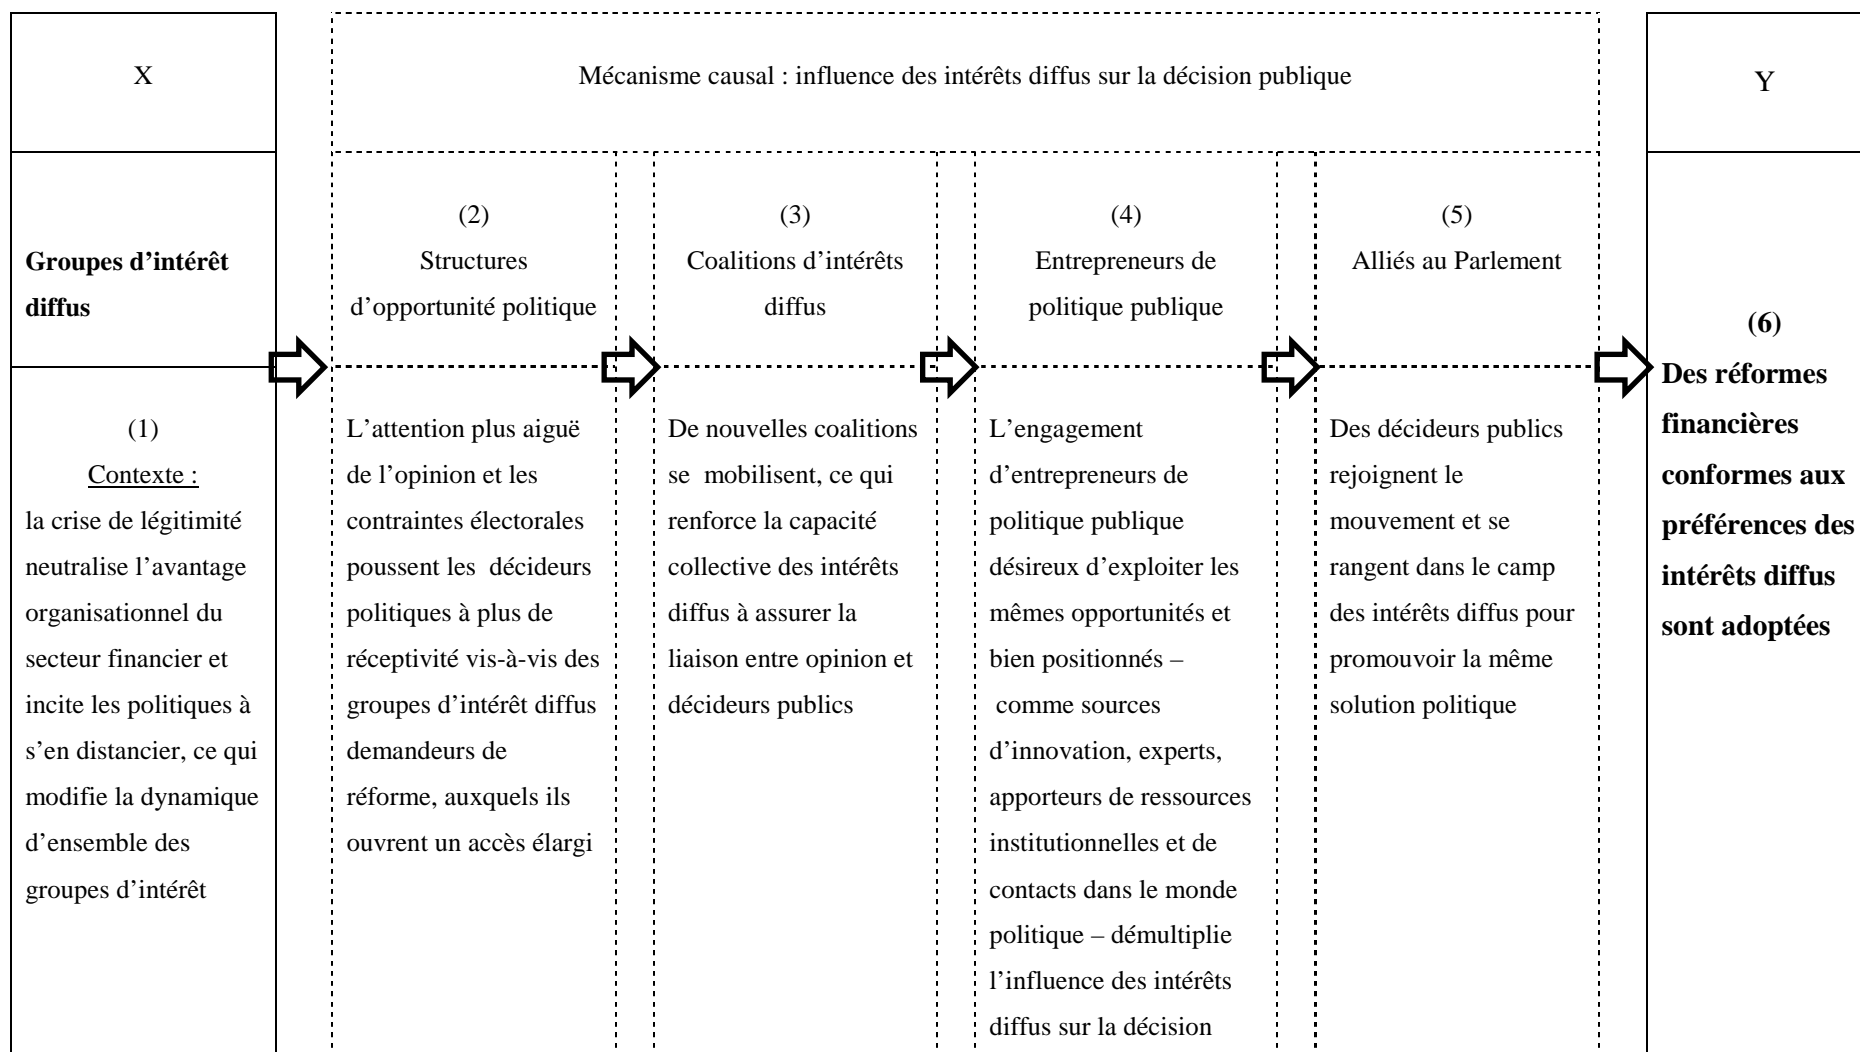 X
Mécanisme causal : influence des intérêts diffus sur la décision publique
Y
Groupes d’intérêt
diffus
(1)
Contexte :
la crise de légitimité
neutralise l’avantage
organisationnel du
secteur financier et
incite les politiques à
s’en distancier, ce qui
modifie la dynamique
d’ensemble des
groupes d’intérêt
(2)
Structures
d’opportunité politique
L’attention plus aiguë
de l’opinion et les
contraintes électorales
poussent les décideurs
politiques à plus de
réceptivité vis-à-vis des
groupes d’intérêt diffus
demandeurs de
réforme, auxquels ils
ouvrent un accès élargi
(3)
Coalitions d’intérêts
diffus
De nouvelles coalitions
se mobilisent, ce qui
renforce la capacité
collective des intérêts
diffus à assurer la
liaison entre opinion et
décideurs publics
(4)
Entrepreneurs de
politique publique
L’engagement
d’entrepreneurs de
politique publique
désireux d’exploiter les
mêmes opportunités et
bien positionnés –
comme sources
d’innovation, experts,
apporteurs de ressources
institutionnelles et de
contacts dans le monde
politique – démultiplie
l’influence des intérêts
diffus sur la décision
(5)
Alliés au Parlement
Des décideurs publics
rejoignent le
mouvement et se
rangent dans le camp
des intérêts diffus pour
promouvoir la même
solution politique
(6)
Des réformes
financières
conformes aux
préférences des
intérêts diffus
sont adoptées